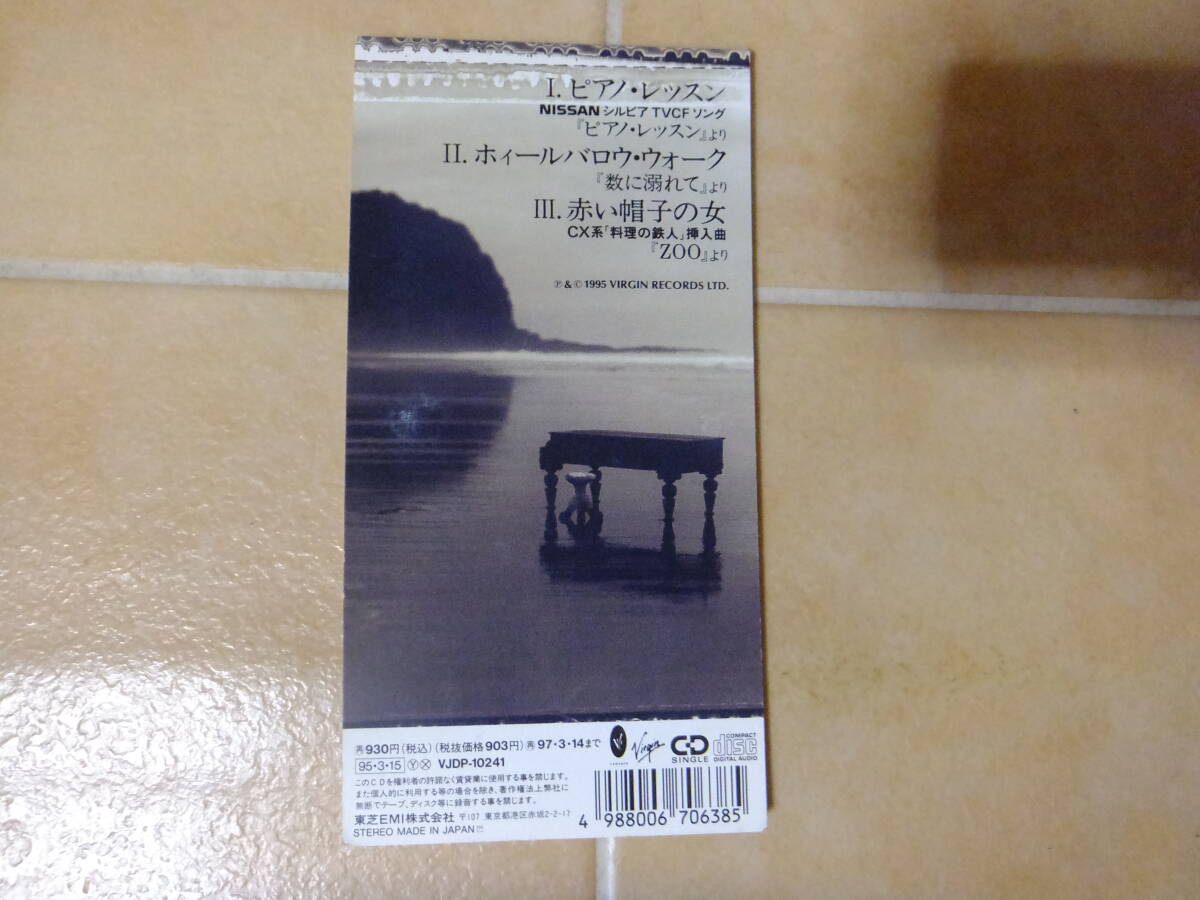 I. ピアノ・レッスン
NISSAN シルビア TVCF ソング
『ピアノ・レッスン』より
II. ホィールバロウ・ウォーク
『数に溺れて』より
III. 赤い帽子の女
CX系「料理の鉄人」挿入曲
『ZOO』より
Ⓟ & © 1995 VIRGIN RECORDS LTD.
再930円(税込)(税抜価格903円)再97・3・14まで
Virgin
CD SINGLE
COMPACT disc DIGITAL AUDIO
95・3・15 Ⓨ VJDP-10241
このCDを権利者の許諾なく賃貸業に使用する事を禁じます。
また個人的に利用する等の場合を除き、著作権法上弊社に
無断でテープ、ディスク等に録音する事を禁じます。
東芝EMI株式会社 〒107 東京都港区赤坂2-2-17
STEREO MADE IN JAPAN
4 988006 706385